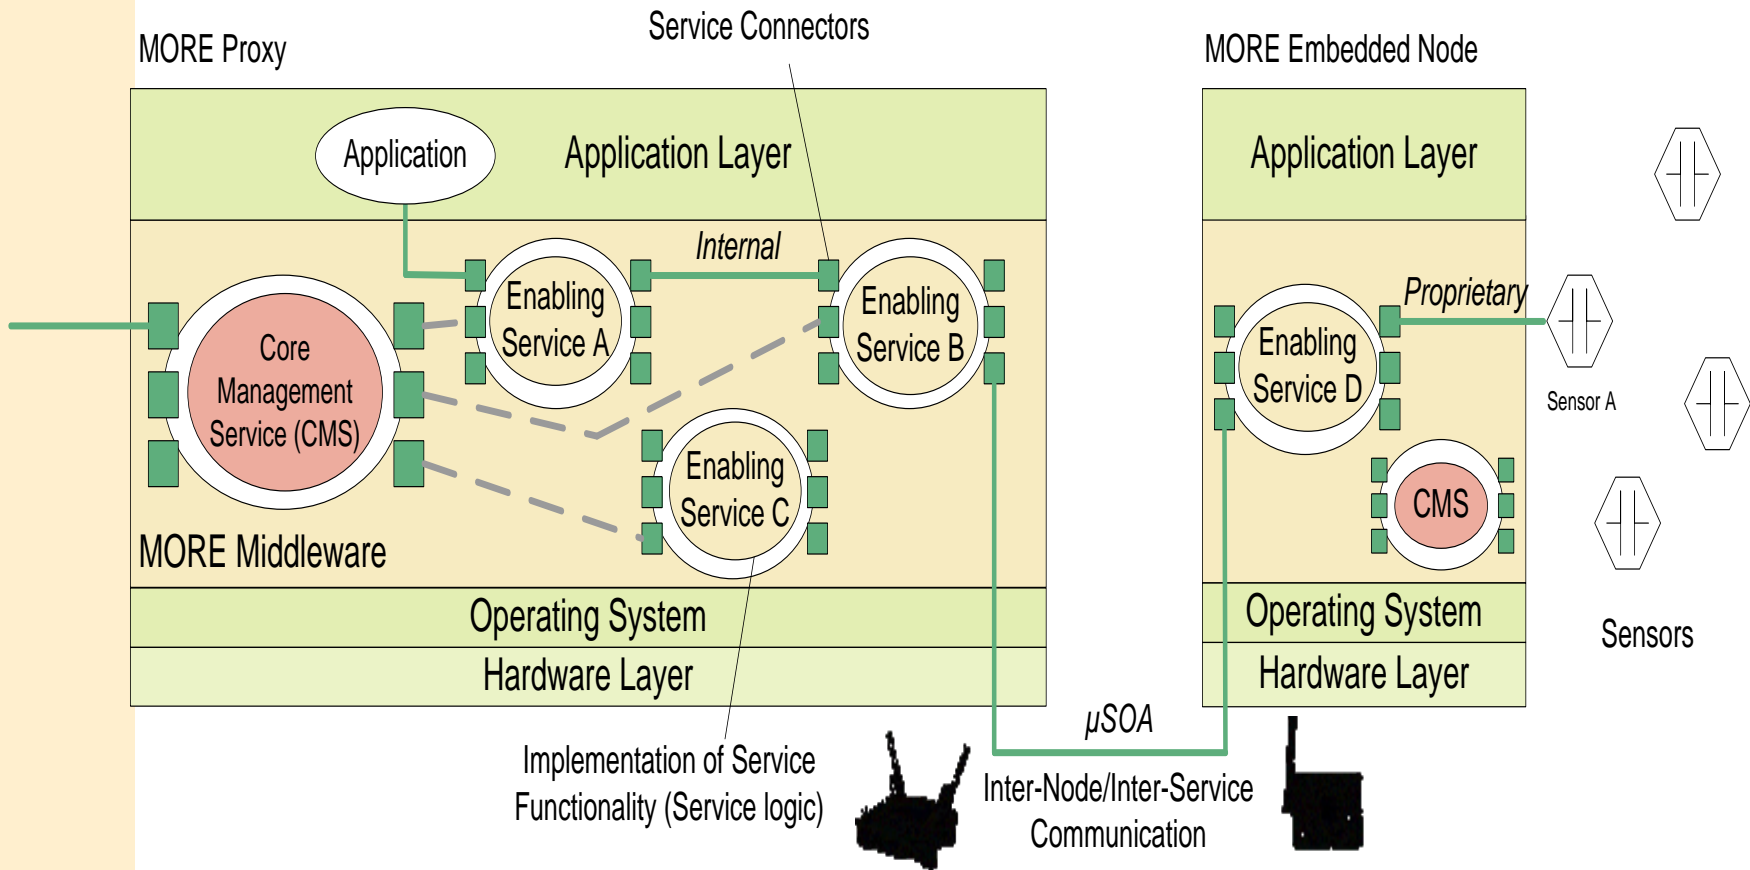 Service Connectors
MORE Proxy
MORE Embedded Node
Application
Application Layer
Application Layer
Internal
Enabling
Service A
Enabling
Service B
Proprietary
Core
Management
Service (CMS)
Enabling
Service D
Sensor A
Enabling
Service C
CMS
MORE Middleware
Operating System
Operating System
Sensors
Hardware Layer
Hardware Layer
µSOA
Implementation of Service
Functionality (Service logic)
Inter-Node/Inter-Service
Communication